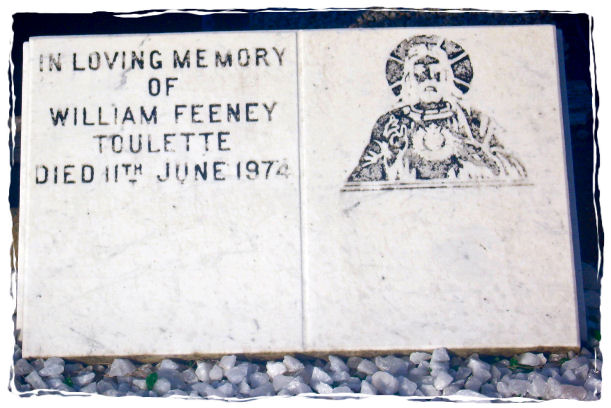 IN LOVING MEMORY
OF
WILLIAM FEENEY
TOULETTE
DIED 11TH JUNE 1974